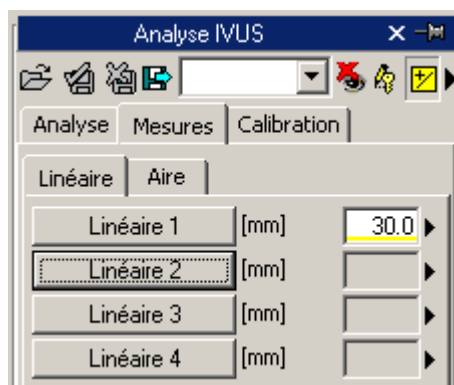 Analyse IVUS
Analyse Mesures Calibration
Linéaire Aire
Linéaire 1 [mm] 30.0
Linéaire 2 [mm]
Linéaire 3 [mm]
Linéaire 4 [mm]